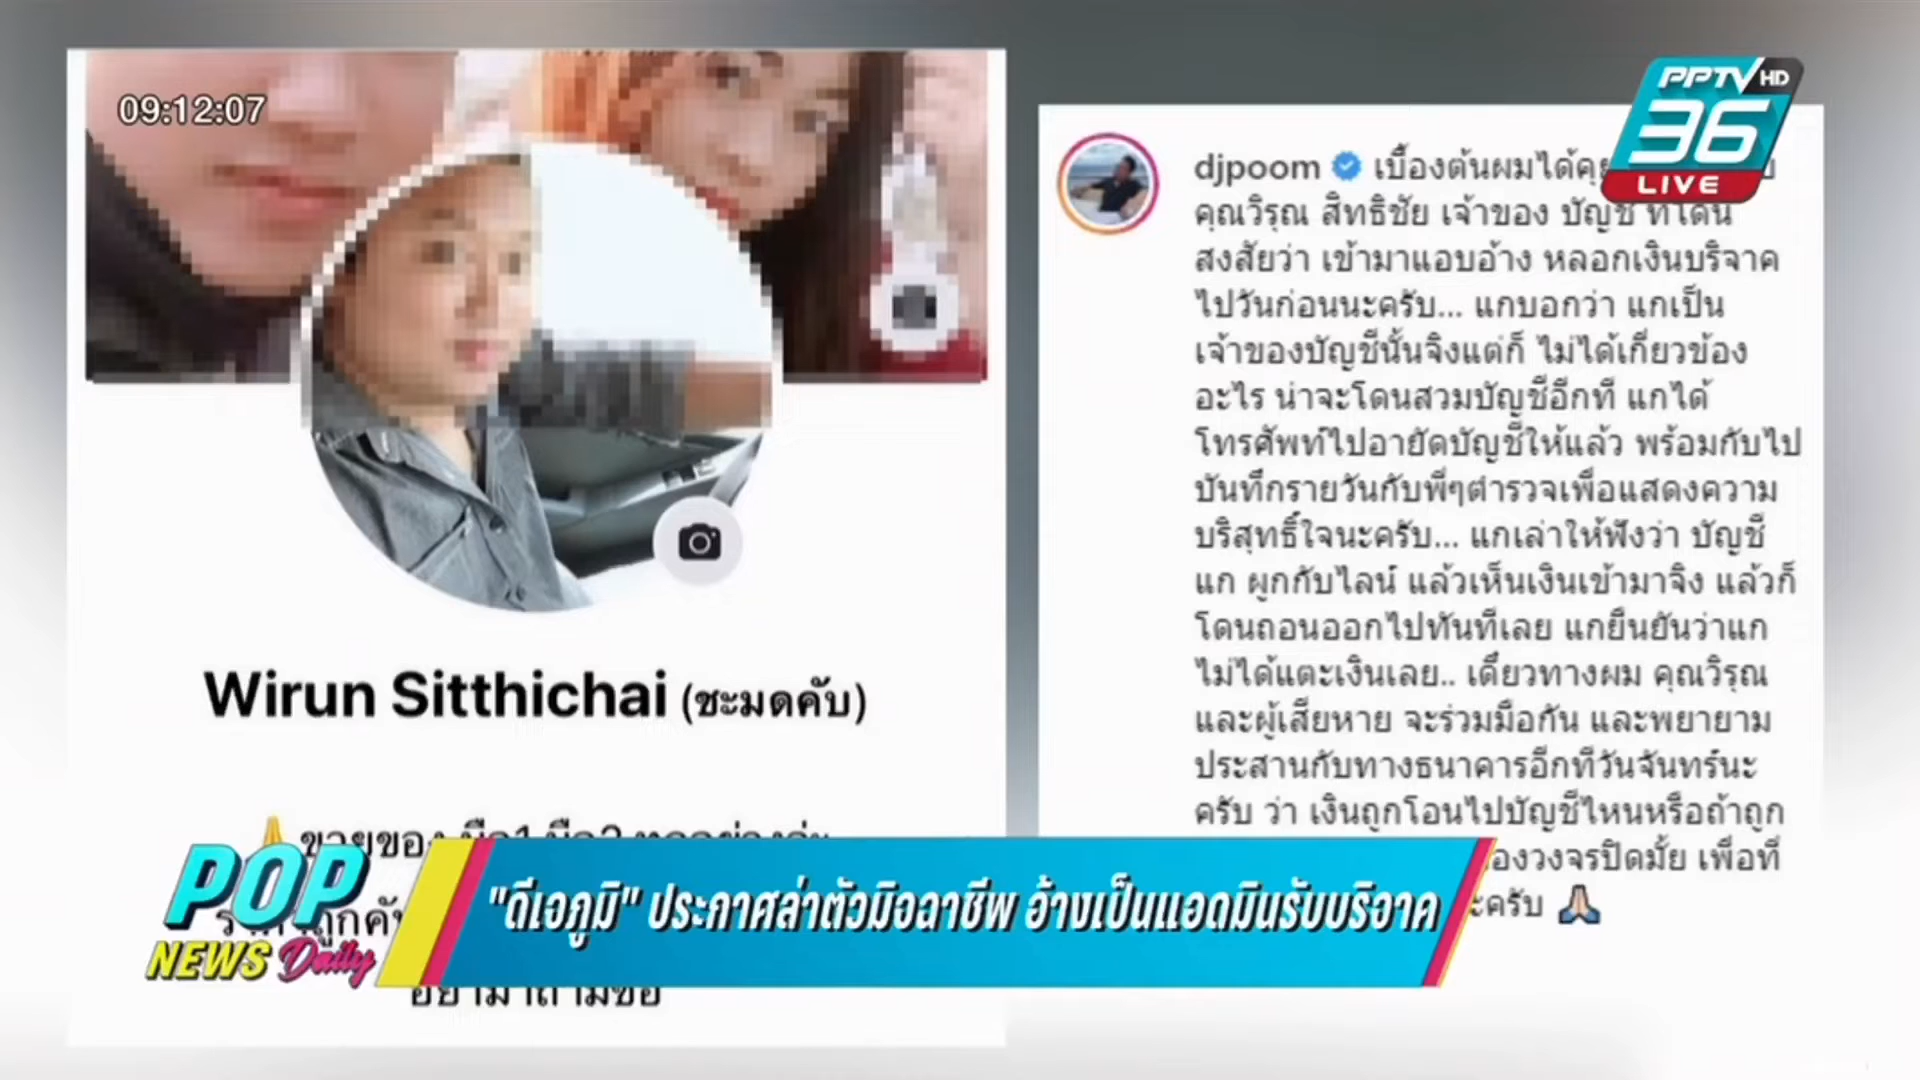 09:12:07
PPTV HD
36
LIVE
Wirun Sitthichai (ชะมดคับ)
🙏 ขายของ มือ1 มือ2
djpoom เบื้องต้นผมได้คุย
คุณวิรุณ สิทธิชัย เจ้าของ บัญชี ที่โดน
สงสัยว่า เข้ามาแอบอ้าง หลอกเงินบริจาค
ไปวันก่อนนะครับ... แกบอกว่า แกเป็น
เจ้าของบัญชีนั้นจิงแต่ก็ ไม่ได้เกี่ยวข้อง
อะไร น่าจะโดนสวมบัญชีอีกที แกได้
โทรศัพท์ไปอายัดบัญชีให้แล้ว พร้อมกับไป
บันทึกรายวันกับพี่ๆตำรวจเพื่อแสดงความ
บริสุทธิ์ใจนะครับ... แกเล่าให้ฟังว่า บัญชี
แก ผูกกับไลน์ แล้วเห็นเงินเข้ามาจิง แล้วก็
โดนถอนออกไปทันทีเลย แกยืนยันว่าแก
ไม่ได้แตะเงินเลย.. เดี๋ยวทางผม คุณวิรุณ
และผู้เสียหาย จะร่วมมือกัน และพยายาม
ประสานกับทางธนาคารอีกทีวันจันทร์นะ
ครับ ว่า เงินถูกโอนไปบัญชีไหนหรือถ้าถูก
องวงจรปิดมั้ย เพื่อที่
ะครับ 🙏🏻
POP
NEWS Daily
"ดีเจภูมิ" ประกาศล่าตัวมิจฉาชีพ อ้างเป็นแอดมินรับบริจาค